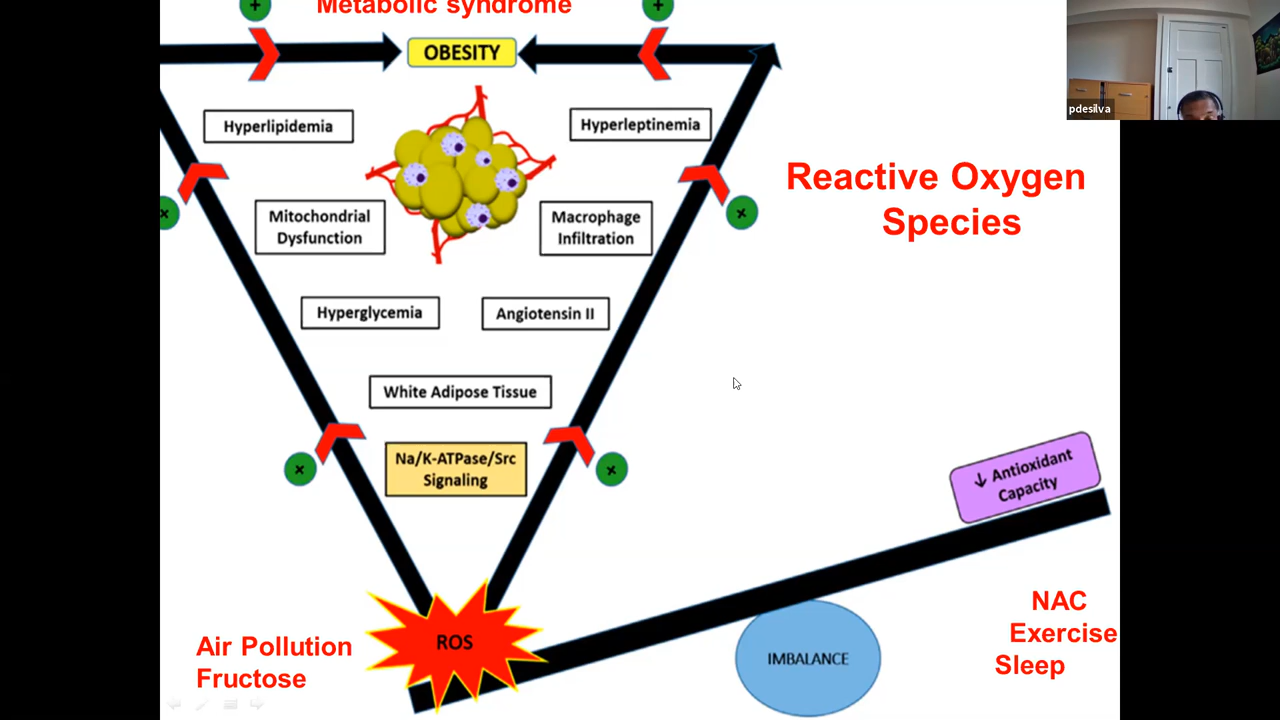 Metabolic syndrome
+
+
OBESITY
pdesilva
Hyperlipidemia
Hyperleptinemia
Reactive Oxygen
Species
Mitochondrial
Dysfunction
Macrophage
Infiltration
+
+
Hyperglycemia
Angiotensin II
White Adipose Tissue
Na/K-ATPase/Src
Signaling
+
+
↓ Antioxidant
Capacity
ROS
IMBALANCE
Air Pollution
Fructose
NAC
Exercise
Sleep